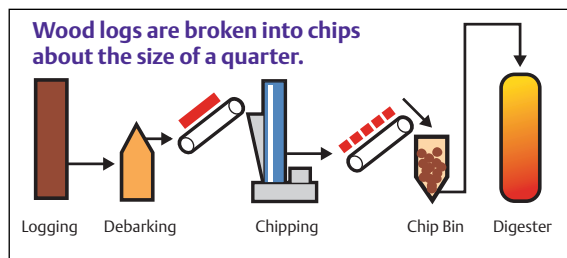 Wood logs are broken into chips
about the size of a quarter.
Logging Debarking Chipping Chip Bin Digester